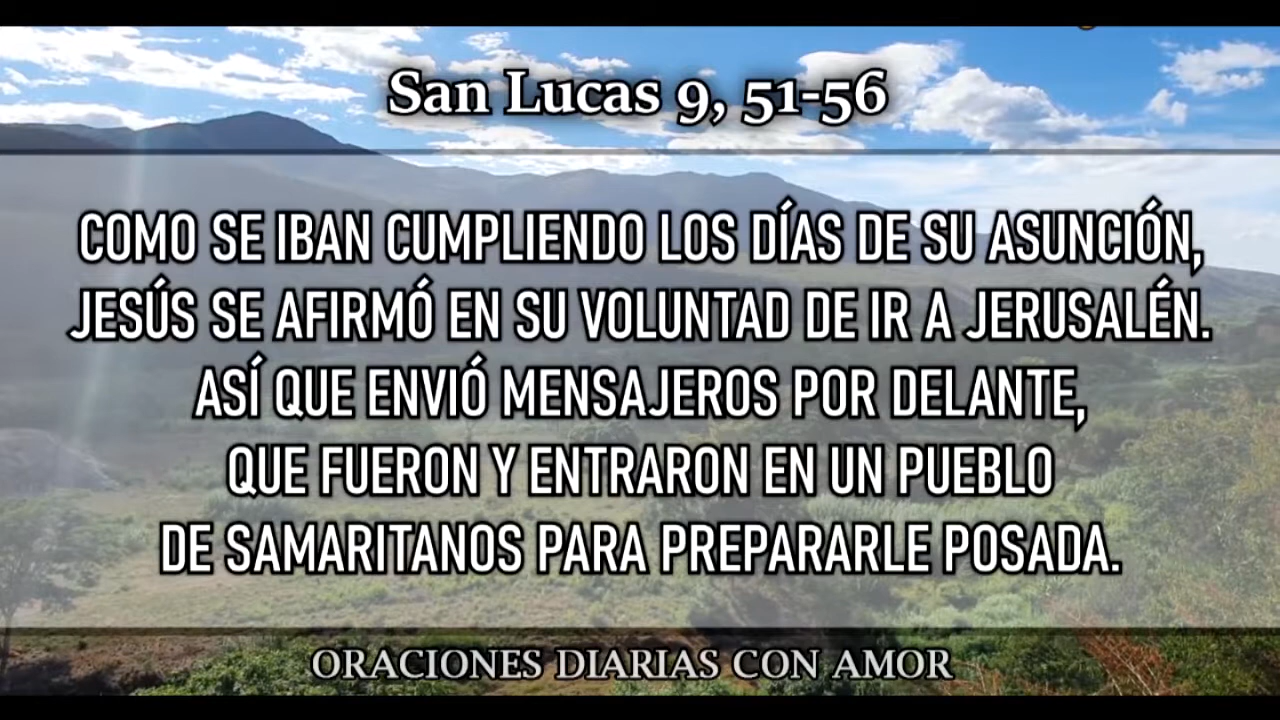 San Lucas 9, 51-56
COMO SE IBAN CUMPLIENDO LOS DÍAS DE SU ASUNCIÓN,
JESÚS SE AFIRMÓ EN SU VOLUNTAD DE IR A JERUSALÉN.
ASÍ QUE ENVIÓ MENSAJEROS POR DELANTE,
QUE FUERON Y ENTRARON EN UN PUEBLO
DE SAMARITANOS PARA PREPARARLE POSADA.
ORACIONES DIARIAS CON AMOR